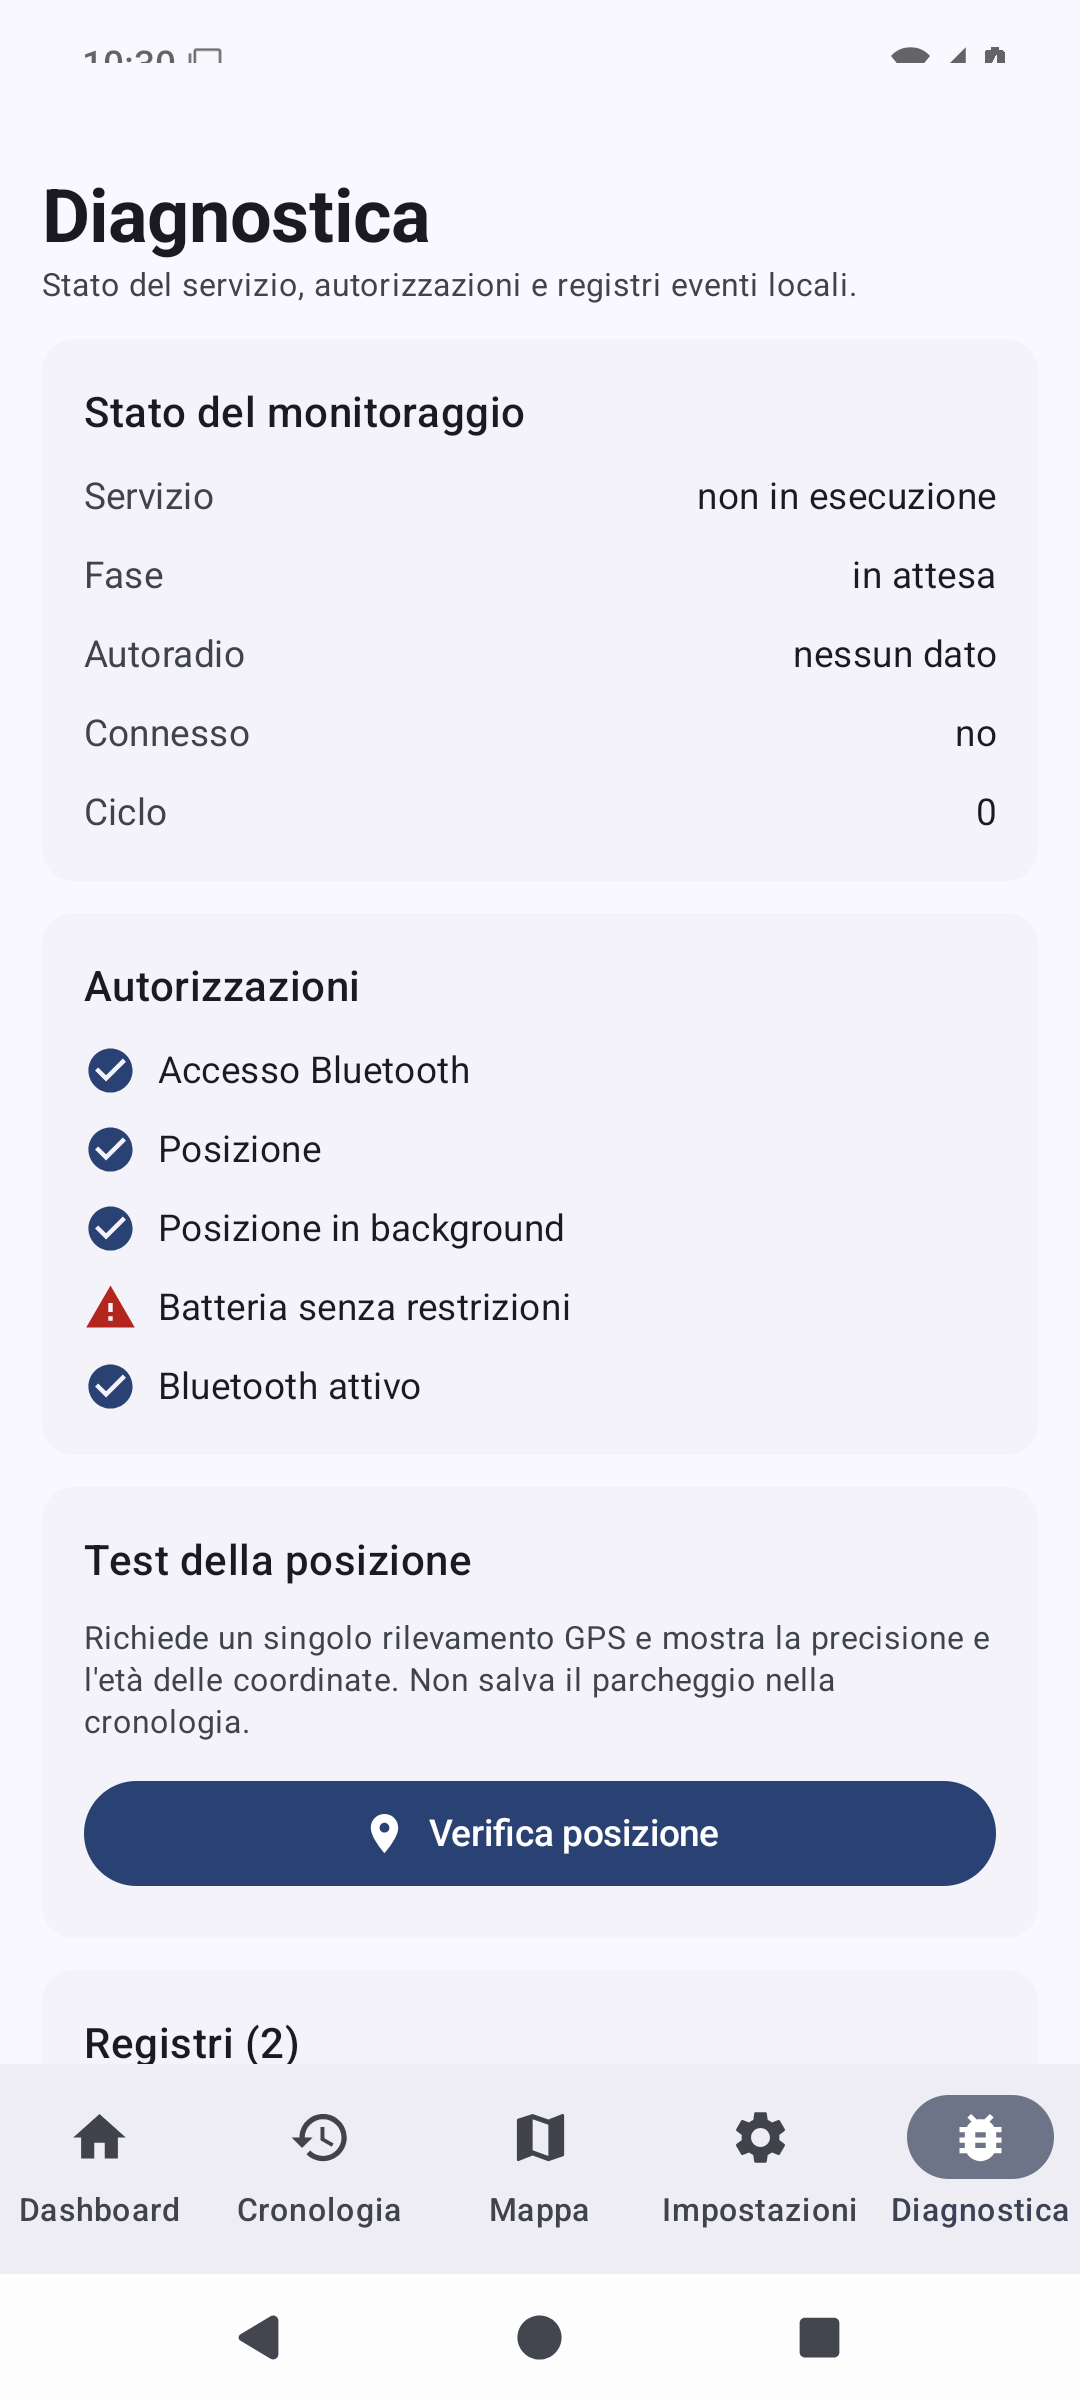 10:30
Diagnostica
Stato del servizio, autorizzazioni e registri eventi locali.
Stato del monitoraggio
Servizio non in esecuzione
Fase in attesa
Autoradio nessun dato
Connesso no
Ciclo 0
Autorizzazioni
Accesso Bluetooth
Posizione
Posizione in background
Batteria senza restrizioni
Bluetooth attivo
Test della posizione
Richiede un singolo rilevamento GPS e mostra la precisione e
l'età delle coordinate. Non salva il parcheggio nella
cronologia.
Verifica posizione
Registri (2)
Dashboard Cronologia Mappa Impostazioni Diagnostica